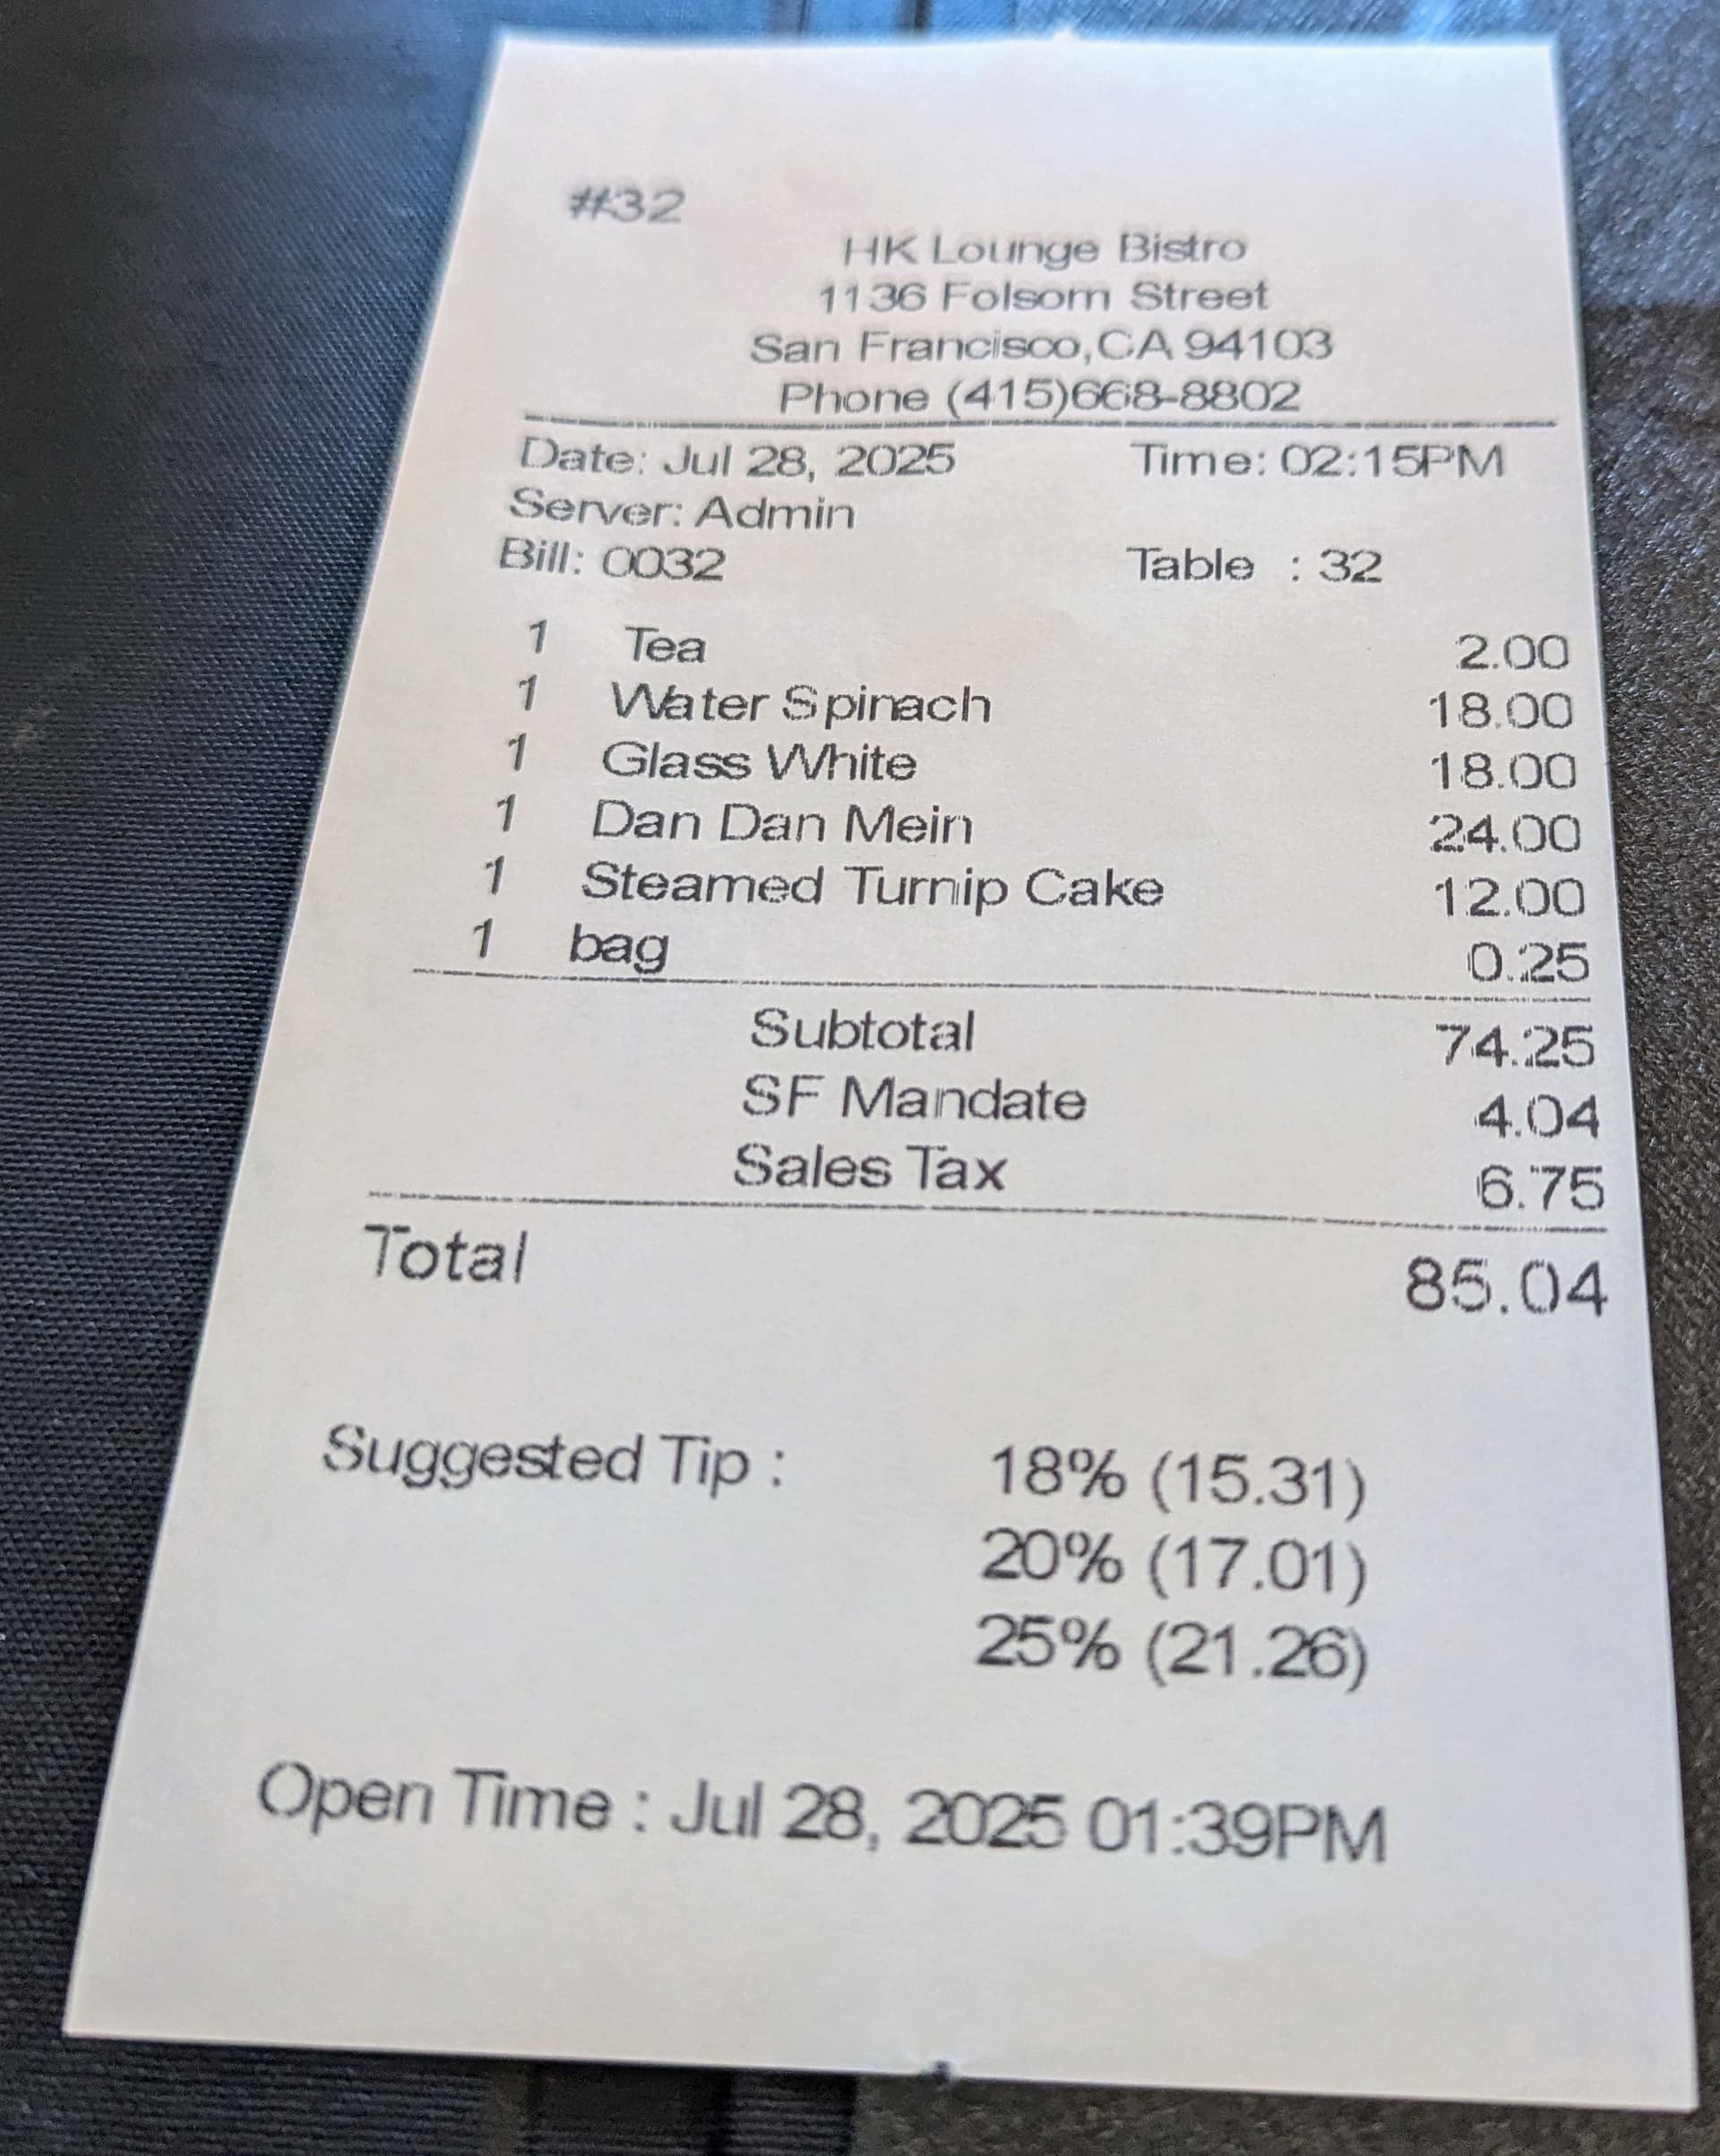 #32
HK Lounge Bistro
1136 Folsom Street
San Francisco,CA 94103
Phone (415)668-8802
Date: Jul 28, 2025 Time: 02:15PM
Server: Admin
Bill: 0032 Table : 32
1 Tea 2.00
1 Water Spinach 18.00
1 Glass White 18.00
1 Dan Dan Mein 24.00
1 Steamed Turnip Cake 12.00
1 bag 0.25
Subtotal 74.25
SF Mandate 4.04
Sales Tax 6.75
Total 85.04
Suggested Tip : 18% (15.31)
20% (17.01)
25% (21.26)
Open Time : Jul 28, 2025 01:39PM